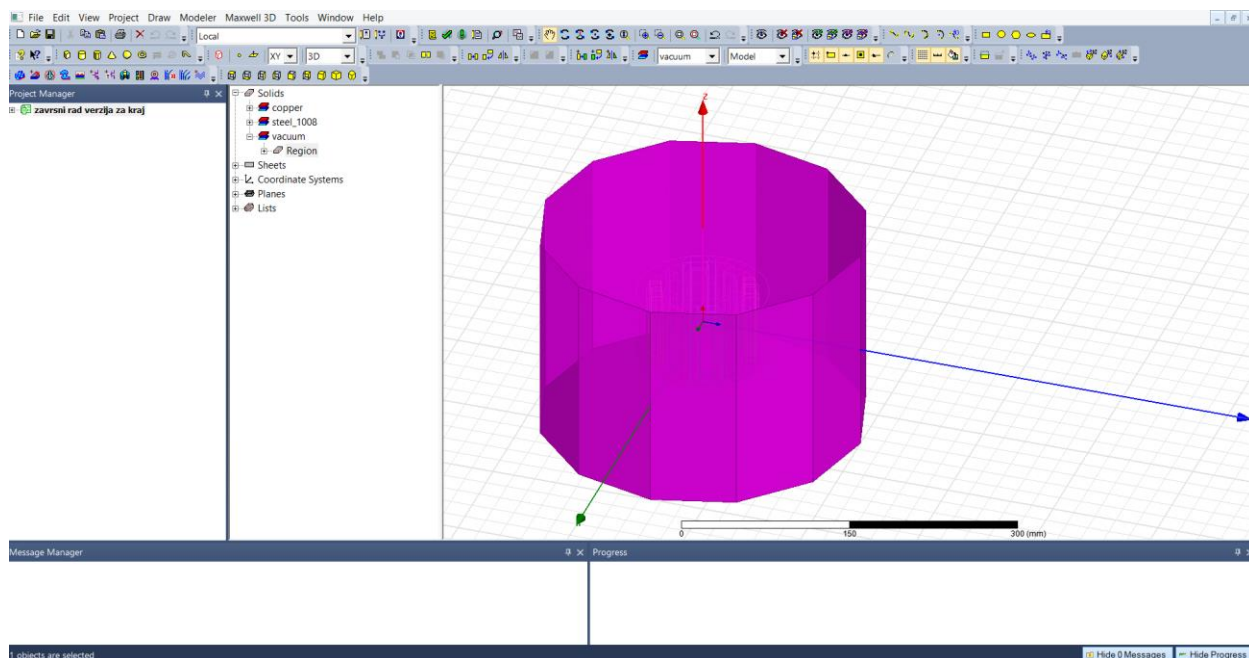 File Edit View Project Draw Modeler Maxwell 3D Tools Window Help
Local
XY 3D vacuum Model
Project Manager
zavrsni rad verzija za kraj
Solids
copper
steel_1008
vacuum
Region
Sheets
Coordinate Systems
Planes
Lists
Z
0 150 300 (mm)
Message Manager
Progress
1 objects are selected
Hide 0 Messages Hide Progress